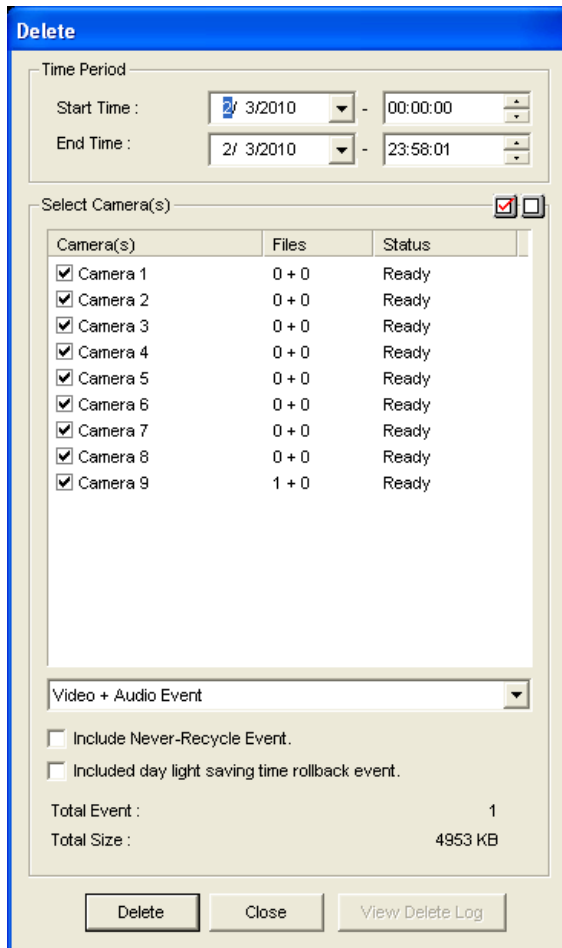 Delete
Time Period
Start Time : 2/ 3/2010 - 00:00:00
End Time : 2/ 3/2010 - 23:58:01
Select Camera(s)
Camera(s) Files Status
Camera 1 0 + 0 Ready
Camera 2 0 + 0 Ready
Camera 3 0 + 0 Ready
Camera 4 0 + 0 Ready
Camera 5 0 + 0 Ready
Camera 6 0 + 0 Ready
Camera 7 0 + 0 Ready
Camera 8 0 + 0 Ready
Camera 9 1 + 0 Ready
Video + Audio Event
Include Never-Recycle Event.
Included day light saving time rollback event.
Total Event : 1
Total Size : 4953 KB
Delete Close View Delete Log